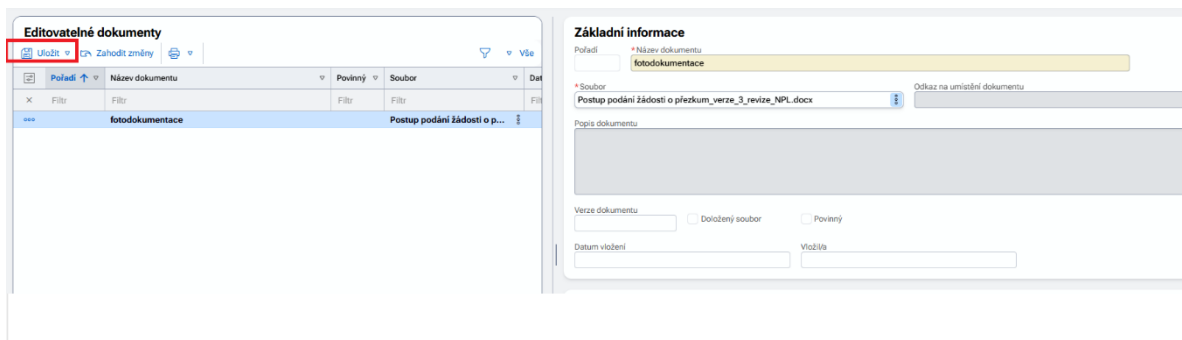 Editovatelné dokumenty
Uložit Zahodit změny Vše
Pořadí Název dokumentu Povinný Soubor Dat
Filtr Filtr Filtr Filtr Filt
fotodokumentace Postup podání žádosti o p...
Základní informace
Pořadí *Název dokumentu
fotodokumentace
*Soubor Odkaz na umístění dokumentu
Postup podání žádosti o přezkum_verze_3_revize_NPL.docx
Popis dokumentu
Verze dokumentu
Doložený soubor Povinný
Datum vložení Vložil/a